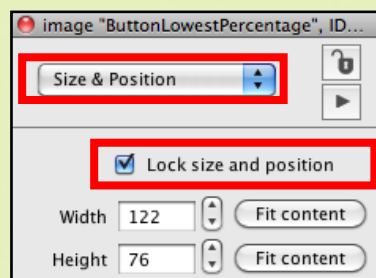 image "ButtonLowestPercentage", ID...
Size & Position
Lock size and position
Width 122 Fit content
Height 76 Fit content